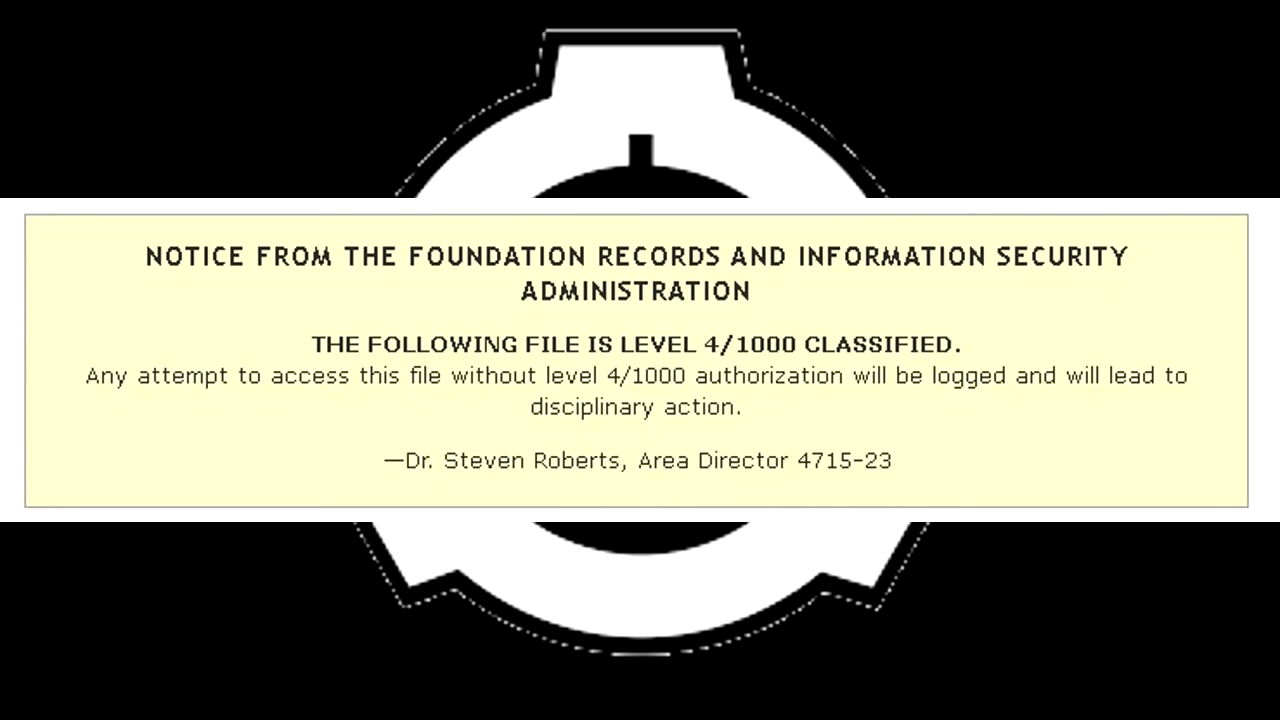 NOTICE FROM THE FOUNDATION RECORDS AND INFORMATION SECURITY
ADMINISTRATION
THE FOLLOWING FILE IS LEVEL 4/1000 CLASSIFIED.
Any attempt to access this file without level 4/1000 authorization will be logged and will lead to
disciplinary action.
—Dr. Steven Roberts, Area Director 4715-23